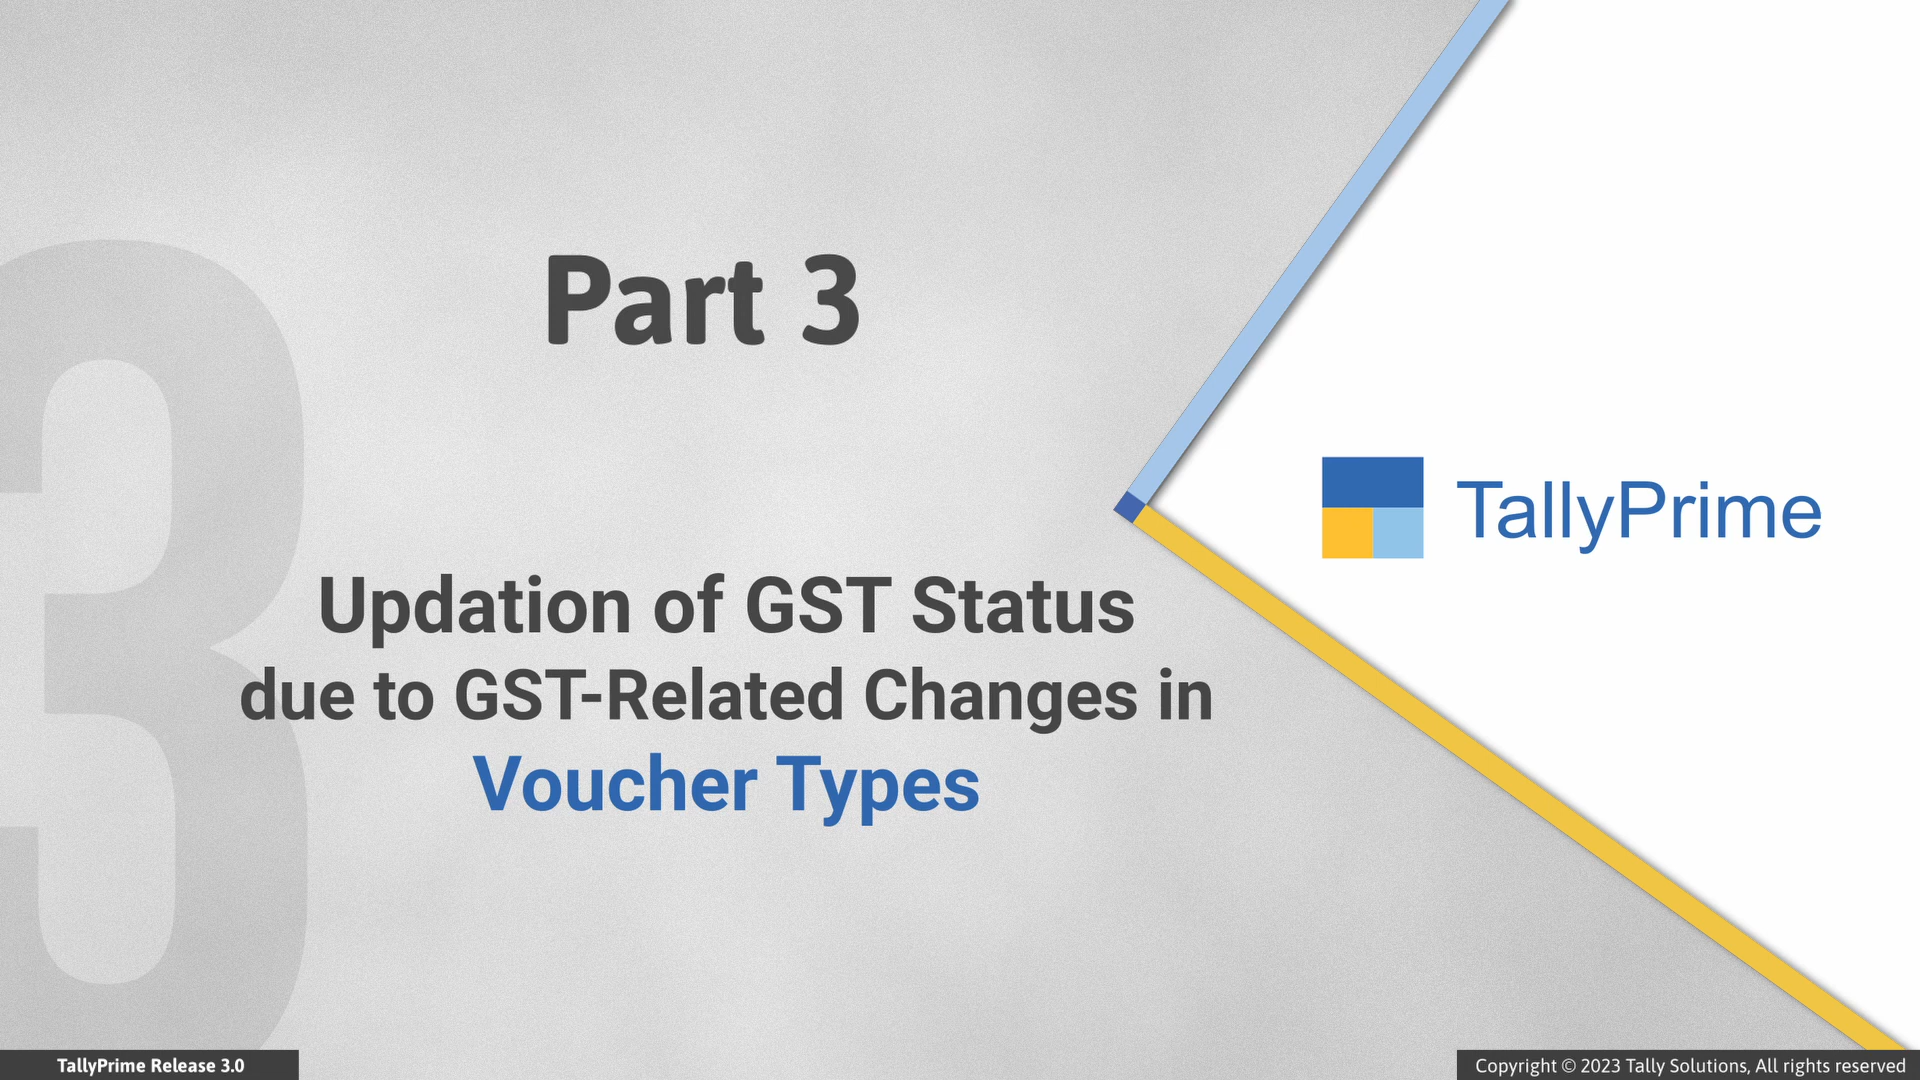 3
Part 3
Updation of GST Status
due to GST-Related Changes in
Voucher Types
TallyPrime
TallyPrime Release 3.0
Copyright © 2023 Tally Solutions, All rights reserved